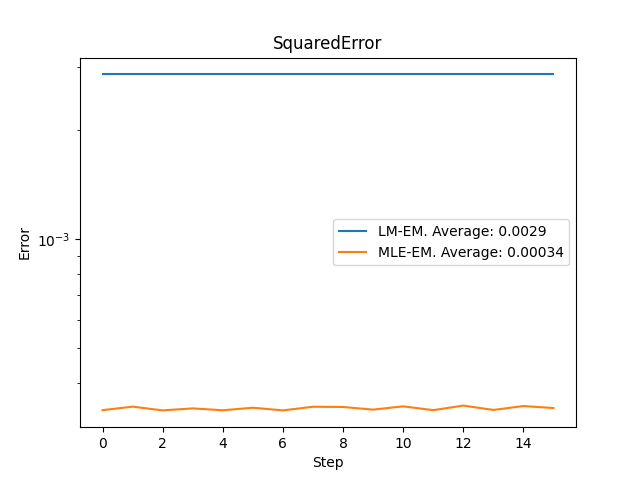 SquaredError
Error
10⁻³
LM-EM. Average: 0.0029
MLE-EM. Average: 0.00034
0 2 4 6 8 10 12 14
Step